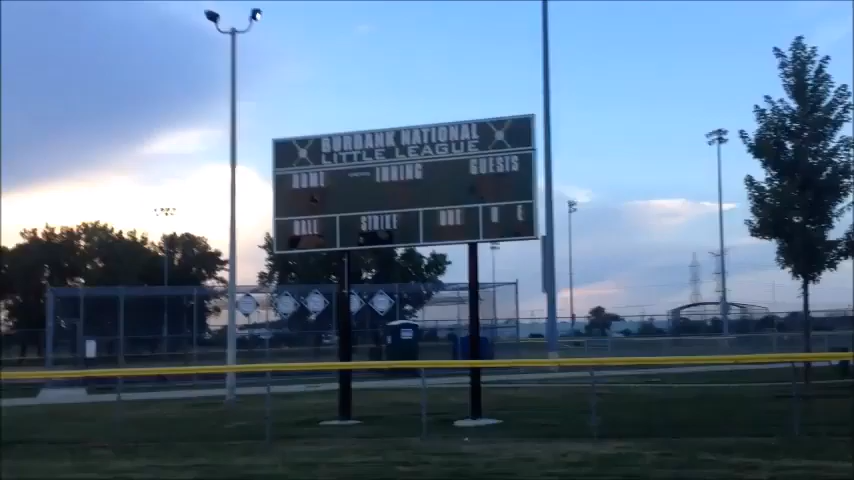 BURBANK NATIONAL
LITTLE LEAGUE
HOME INNING GUESTS
BALL STRIKE OUT H E